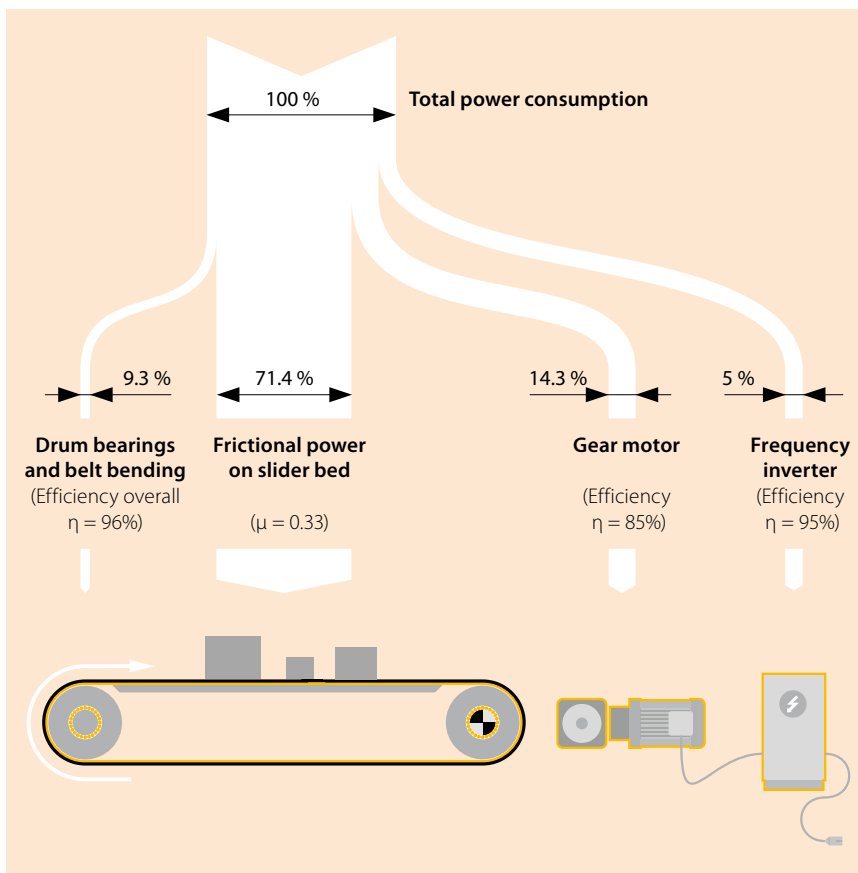 100 %
Total power consumption
9.3 %
71.4 %
14.3 %
5 %
Drum bearings
and belt bending
(Efficiency overall
η = 96%)
Frictional power
on slider bed
(μ = 0.33)
Gear motor
(Efficiency
η = 85%)
Frequency
inverter
(Efficiency
η = 95%)